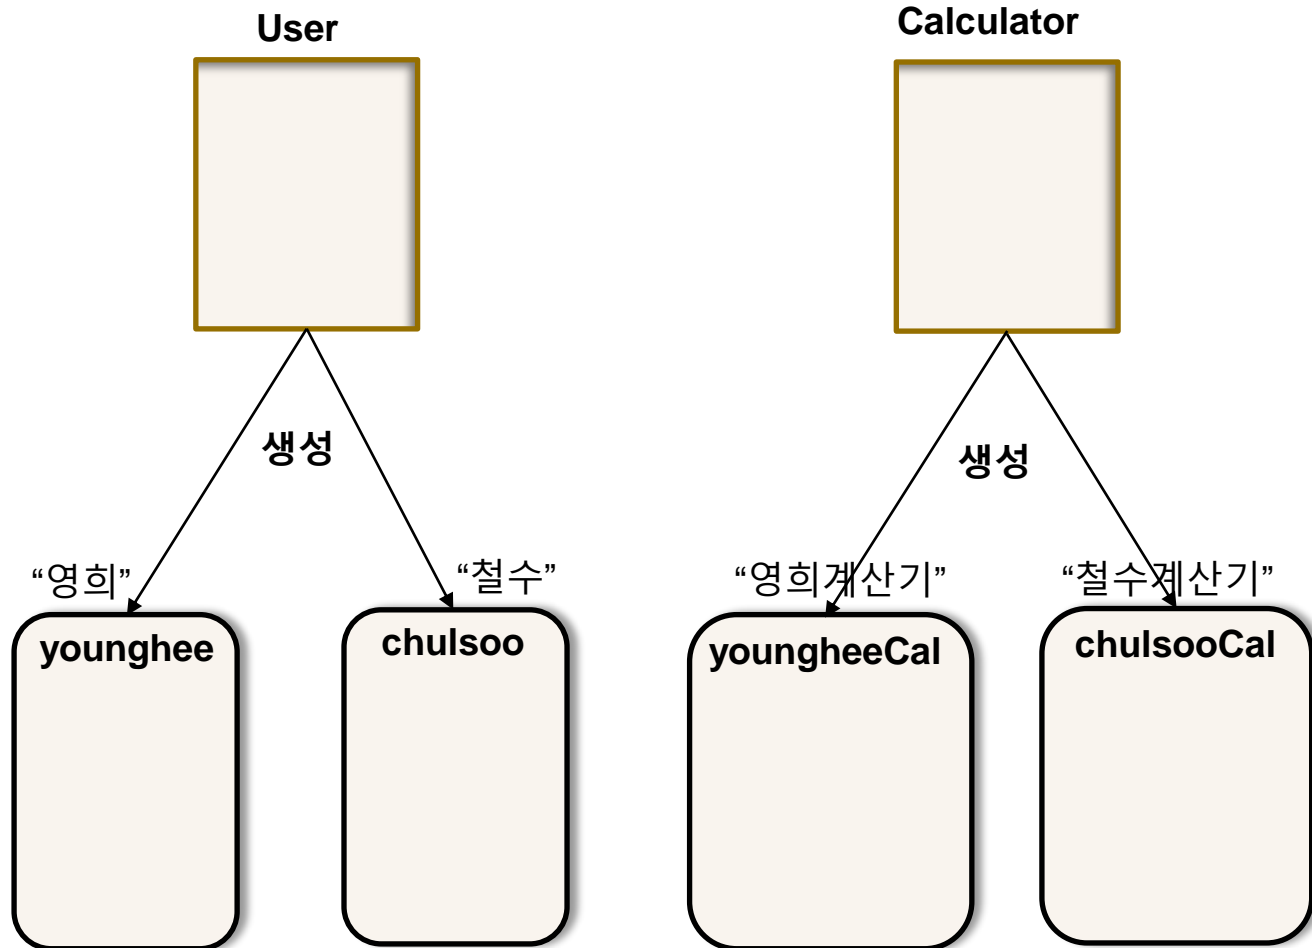 User
Calculator
생성
생성
“영희”
“철수”
“영희계산기”
“철수계산기”
younghee
chulsoo
youngheeCal
chulsooCal